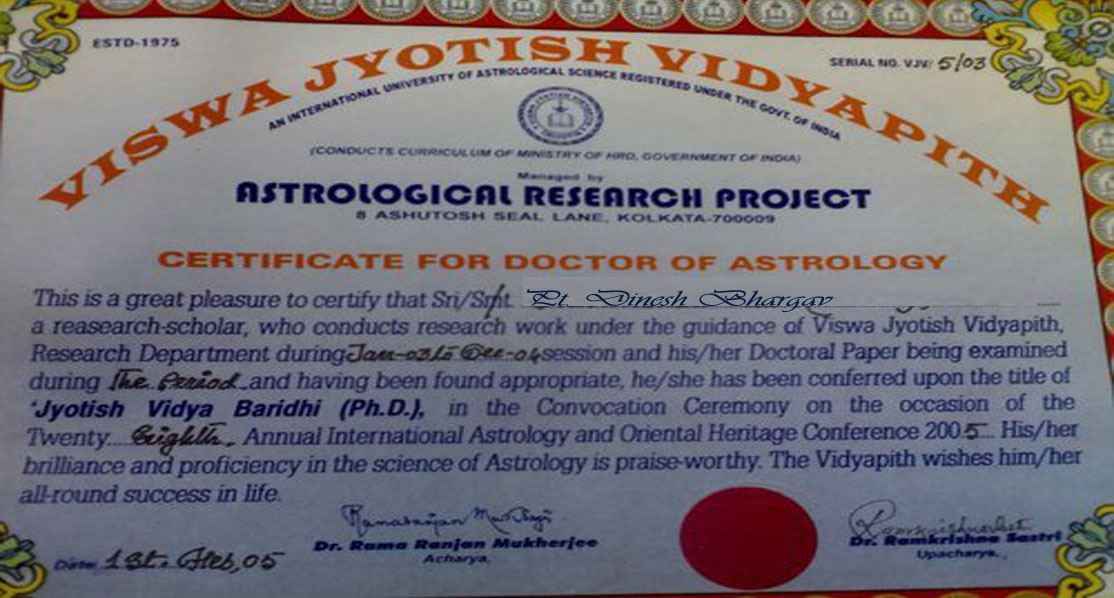 ESTD-1975
SERIAL NO. VJV/ 5/03
VISWA JYOTISH VIDYAPITH
AN INTERNATIONAL UNIVERSITY OF ASTROLOGICAL SCIENCE REGISTERED UNDER THE GOVT. OF INDIA
(CONDUCTS CURRICULUM OF MINISTRY OF HRD, GOVERNMENT OF INDIA)
Managed by
ASTROLOGICAL RESEARCH PROJECT
8 ASHUTOSH SEAL LANE, KOLKATA-700009
CERTIFICATE FOR DOCTOR OF ASTROLOGY
This is a great pleasure to certify that Sri/Smt. Pt. Dinesh Bhargav
a reasearch-scholar, who conducts research work under the guidance of Viswa Jyotish Vidyapith,
Research Department during Jan-03 to Dec-04 session and his/her Doctoral Paper being examined
during The Period and having been found appropriate, he/she has been conferred upon the title of
'Jyotish Vidya Baridhi (Ph.D.), in the Convocation Ceremony on the occasion of the
Twenty Eighth Annual International Astrology and Oriental Heritage Conference 2005. His/her
brilliance and proficiency in the science of Astrology is praise-worthy. The Vidyapith wishes him/her
all-round success in life.
Dr. Rama Ranjan Mukherjee
Acharya.
Dr. Ramkrishna Sastri
Upacharya.
Date: 1st. Feb, 05